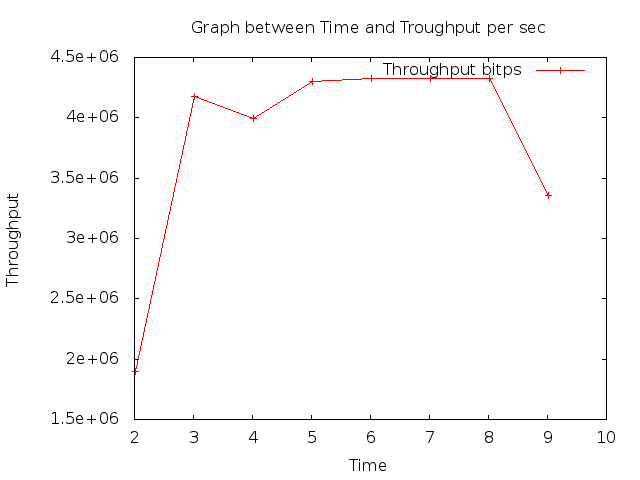 Graph between Time and Troughput per sec
4.5e+06
Throughput bitps
4e+06
3.5e+06
3e+06
2.5e+06
2e+06
1.5e+06
Throughput
2 3 4 5 6 7 8 9 10
Time